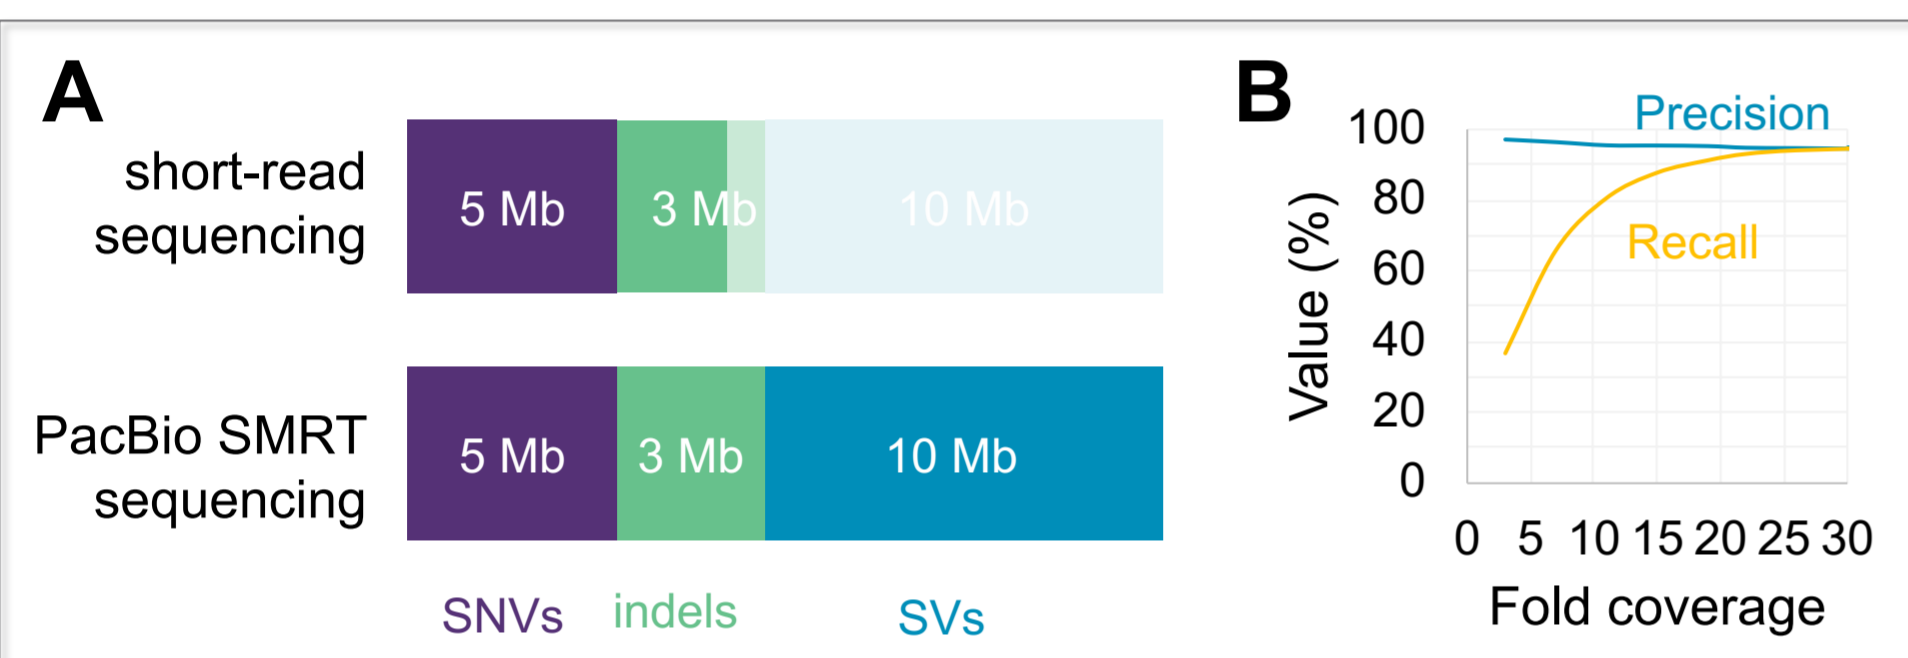 A
short-read
sequencing
5 Mb
3 Mb
10 Mb
PacBio SMRT
sequencing
5 Mb
3 Mb
10 Mb
SNVs
indels
SVs
B
Value (%)
100
80
60
40
20
0
Precision
Recall
0 5 10 15 20 25 30
Fold coverage